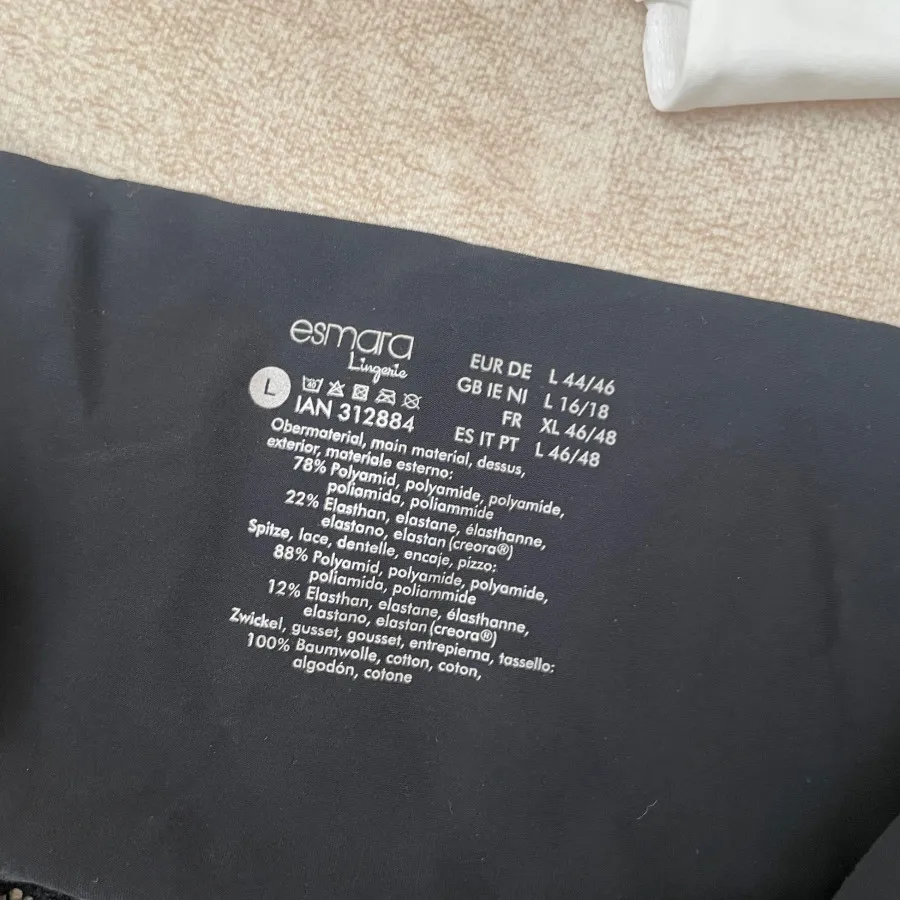 esmara
Lingerie
L
40
IAN 312884
EUR DE L 44/46
GB IE NI L 16/18
FR XL 46/48
ES IT PT L 46/48
Obermaterial, main material, dessus,
exterior, materiale esterno:
78% Polyamid, polyamide, polyamide,
poliamida, poliammide
22% Elasthan, elastane, élasthanne,
elastano, elastan (creora®)
Spitze, lace, dentelle, encaje, pizzo:
88% Polyamid, polyamide, polyamide,
poliamida, poliammide
12% Elasthan, elastane, élasthanne,
elastano, elastan (creora®)
Zwickel, gusset, gousset, entrepierna, tassello:
100% Baumwolle, cotton, coton,
algodón, cotone